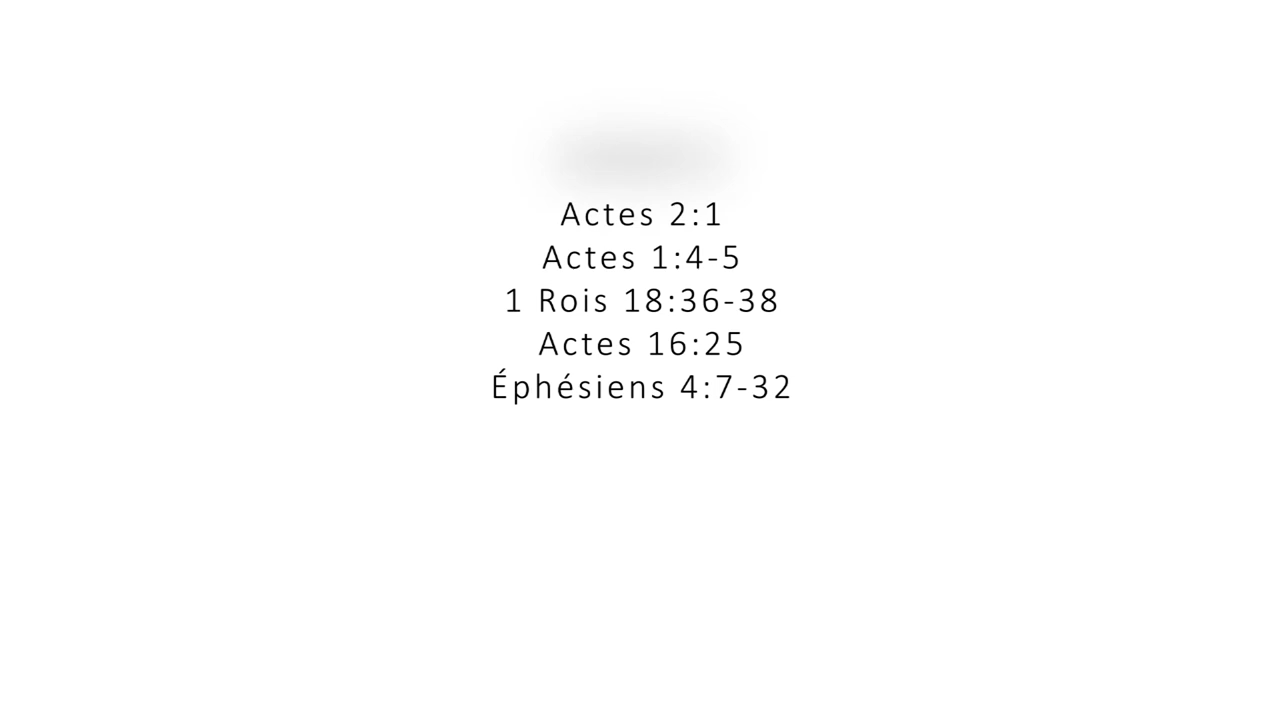 Actes 2:1
Actes 1:4-5
1 Rois 18:36-38
Actes 16:25
Éphésiens 4:7-32